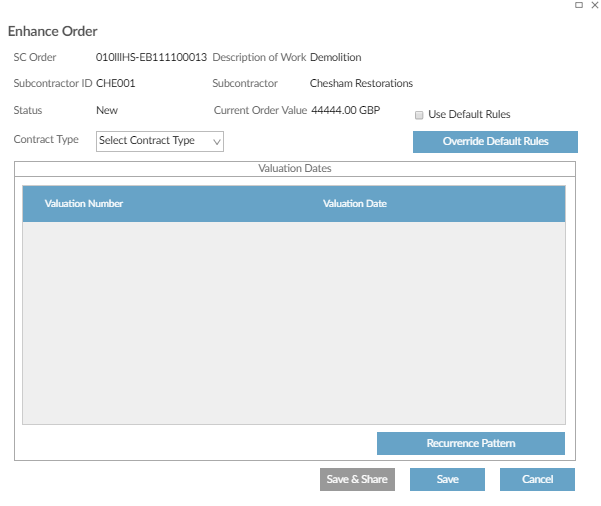 Enhance Order
SC Order 010IIIHS-EB111100013 Description of Work Demolition
Subcontractor ID CHE001 Subcontractor Chesham Restorations
Status New Current Order Value 44444.00 GBP Use Default Rules
Contract Type Select Contract Type Override Default Rules
Valuation Dates
Valuation Number Valuation Date
Recurrence Pattern
Save & Share Save Cancel